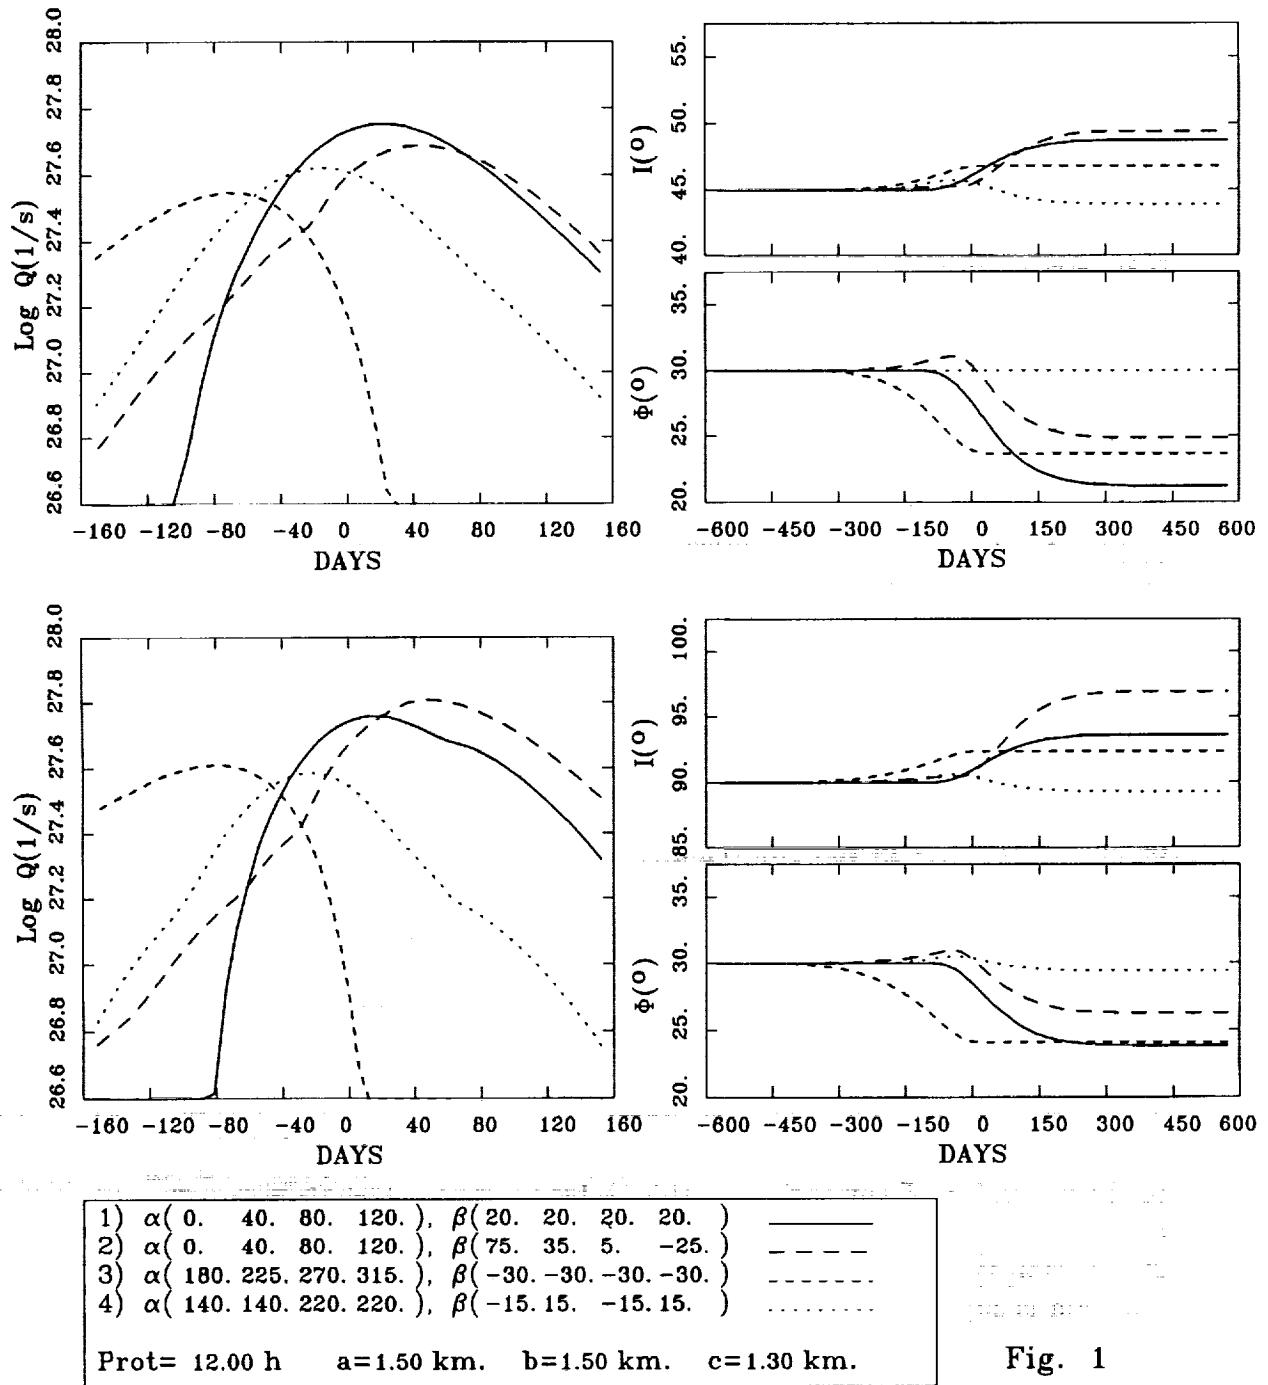 Log Q(1/s)
28.0
27.8
27.6
27.4
27.2
27.0
26.8
26.6
-160 -120 -80 -40 0 40 80 120 160
DAYS
I(°)
55.
50.
45.
40.
Φ(°)
35.
30.
25.
20.
-600 -450 -300 -150 0 150 300 450 600
DAYS
Log Q(1/s)
28.0
27.8
27.6
27.4
27.2
27.0
26.8
26.6
-160 -120 -80 -40 0 40 80 120 160
DAYS
I(°)
100.
95.
90.
85.
Φ(°)
35.
30.
25.
20.
-600 -450 -300 -150 0 150 300 450 600
DAYS
1) α( 0. 40. 80. 120. ), β( 20. 20. 20. 20. )
2) α( 0. 40. 80. 120. ), β( 75. 35. 5. -25. )
3) α( 180. 225. 270. 315. ), β( -30. -30. -30. -30. )
4) α( 140. 140. 220. 220. ), β( -15. 15. -15. 15. )
Prot= 12.00 h a=1.50 km. b=1.50 km. c=1.30 km.
Fig. 1